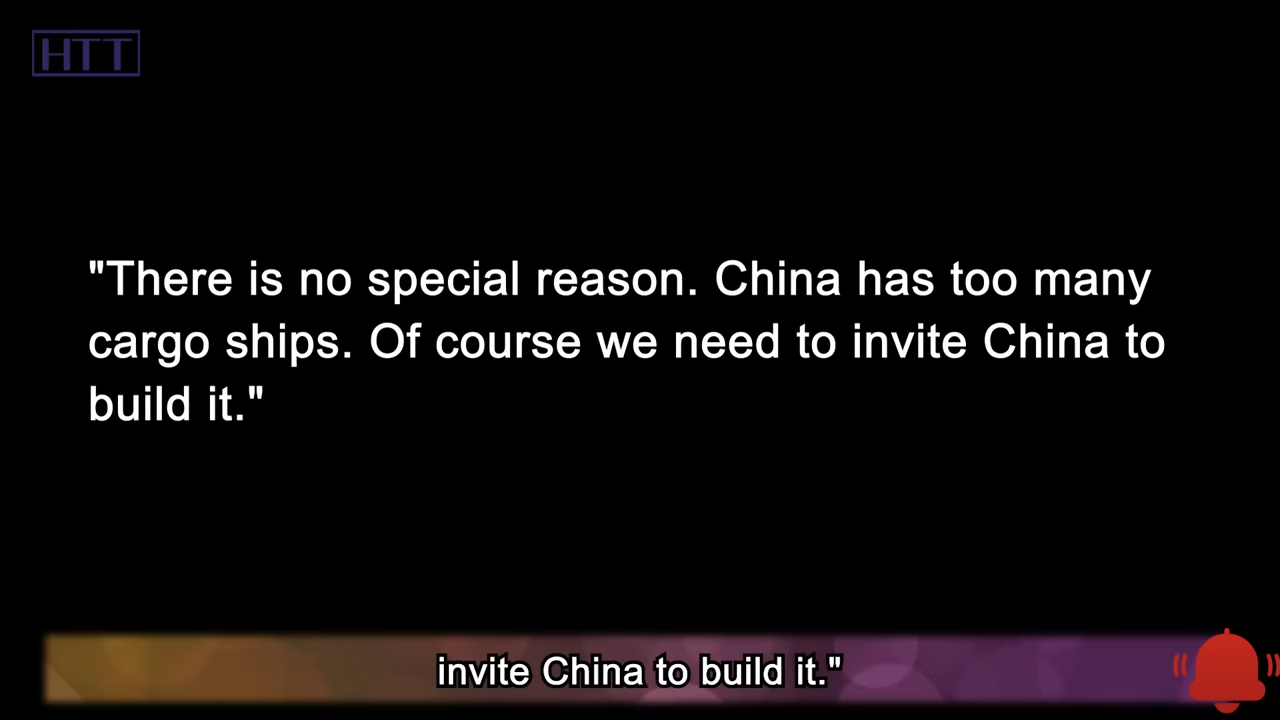 HTT
"There is no special reason. China has too many
cargo ships. Of course we need to invite China to
build it."
invite China to build it."